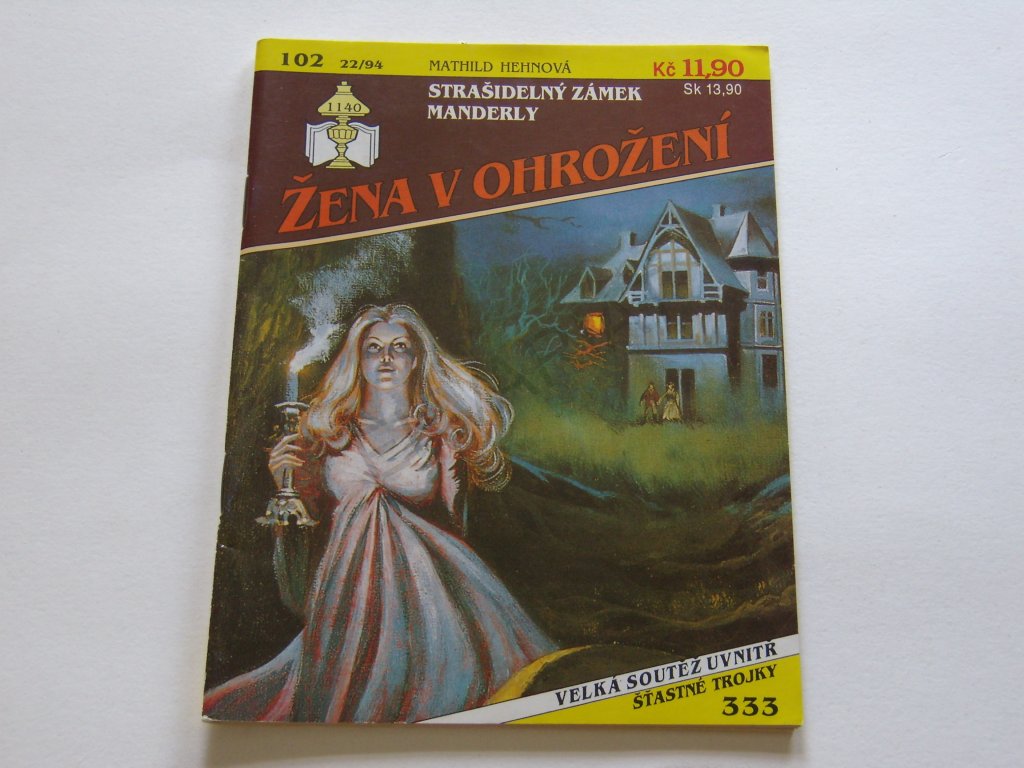 102 22/94 MATHILD HEHNOVÁ Kč 11,90
Sk 13,90
1140
STRAŠIDELNÝ ZÁMEK
MANDERLY
ŽENA V OHROŽENÍ
VELKÁ SOUTĚŽ UVNITŘ
ŠŤASTNÉ TROJKY
333